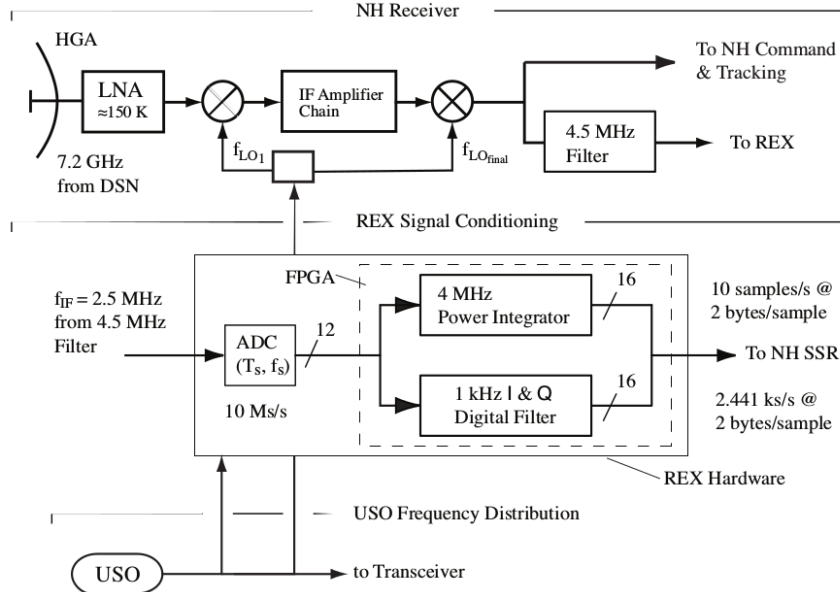 NH Receiver
HGA
LNA
≈150 K
IF Amplifier
Chain
To NH Command
& Tracking
4.5 MHz
Filter
To REX
f_LO1
f_LOfinal
7.2 GHz
from DSN
REX Signal Conditioning
FPGA
f_IF = 2.5 MHz
from 4.5 MHz
Filter
ADC
(T_s, f_s)
12
10 Ms/s
4 MHz
Power Integrator
16
1 kHz I & Q
Digital Filter
16
10 samples/s @
2 bytes/sample
To NH SSR
2.441 ks/s @
2 bytes/sample
REX Hardware
USO Frequency Distribution
USO
to Transceiver